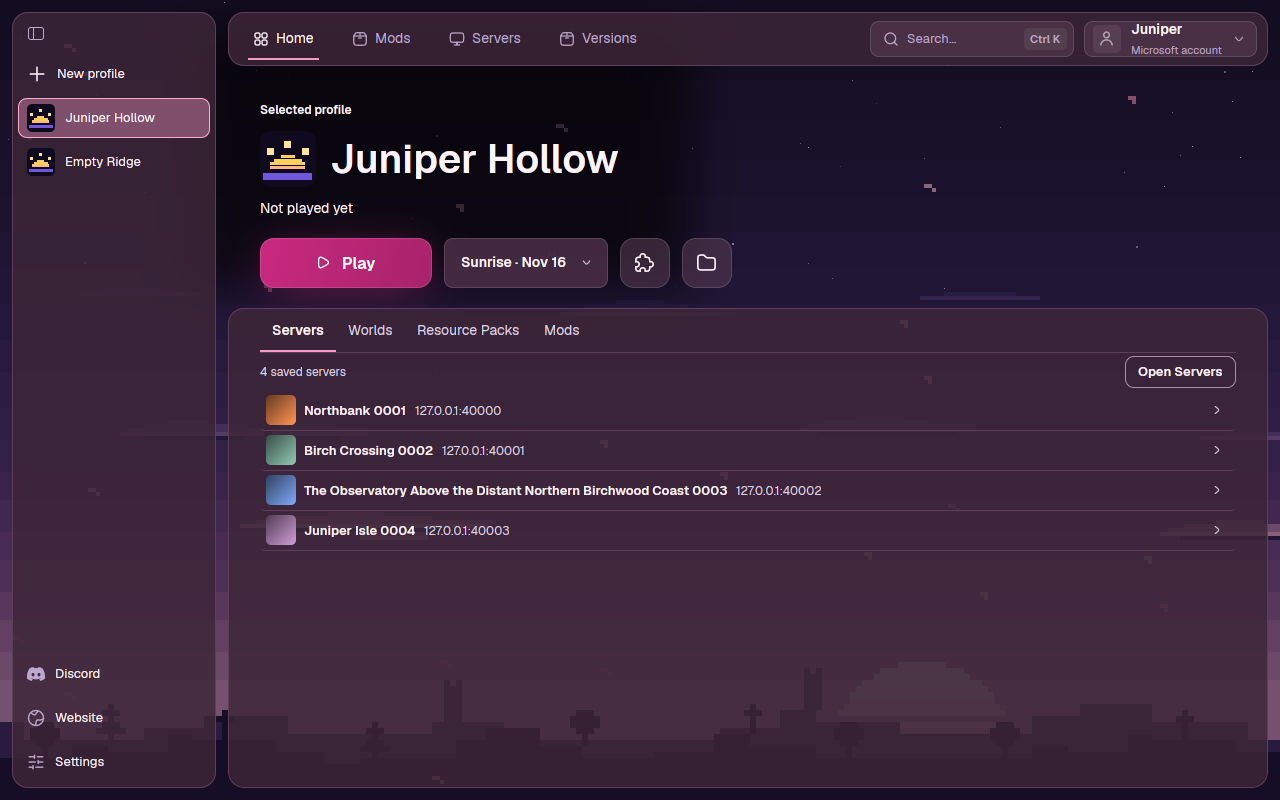 New profile
Juniper Hollow
Empty Ridge
Discord
Website
Settings
Home
Mods
Servers
Versions
Search...
Ctrl K
Juniper
Microsoft account
Selected profile
Juniper Hollow
Not played yet
Play
Sunrise · Nov 16
Servers
Worlds
Resource Packs
Mods
4 saved servers
Open Servers
Northbank 0001 127.0.0.1:40000
Birch Crossing 0002 127.0.0.1:40001
The Observatory Above the Distant Northern Birchwood Coast 0003 127.0.0.1:40002
Juniper Isle 0004 127.0.0.1:40003